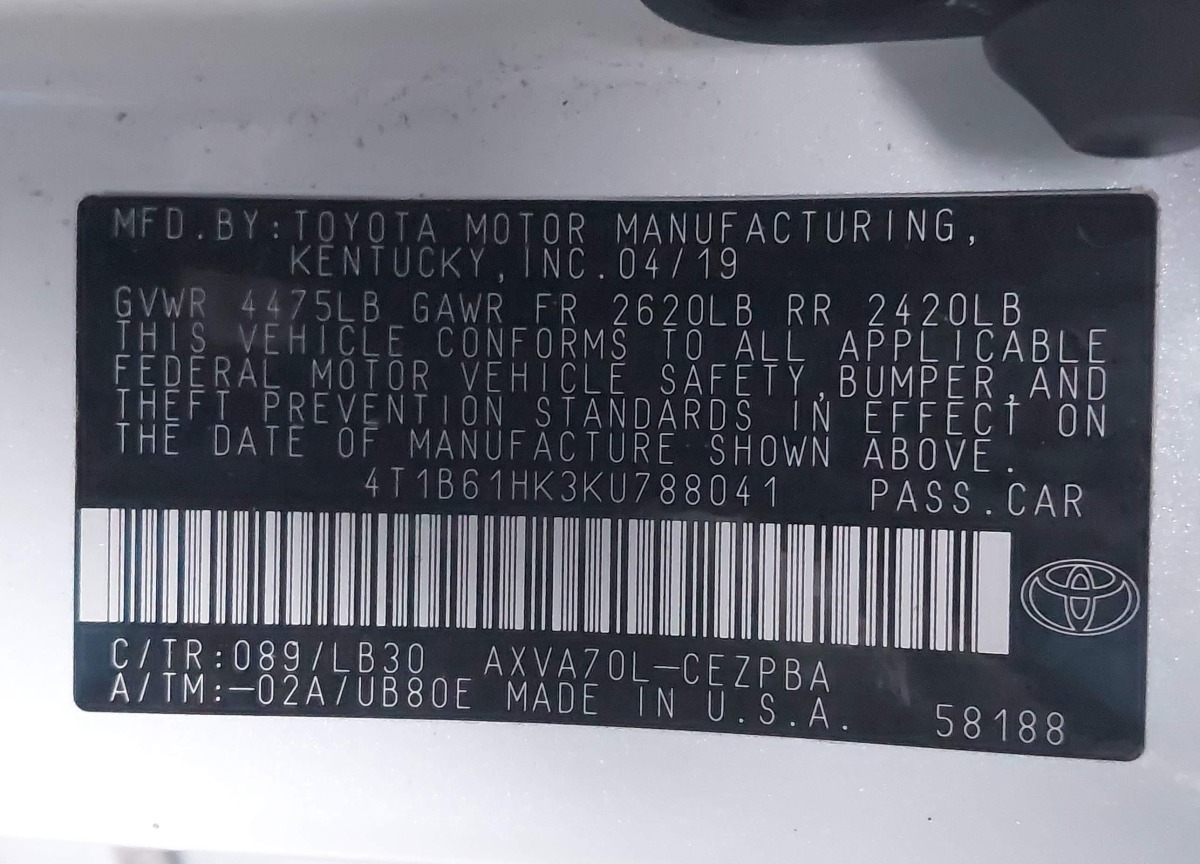 MFD.BY:TOYOTA MOTOR MANUFACTURING,
KENTUCKY,INC.04/19
GVWR 4475LB GAWR FR 2620LB RR 2420LB
THIS VEHICLE CONFORMS TO ALL APPLICABLE
FEDERAL MOTOR VEHICLE SAFETY,BUMPER,AND
THEFT PREVENTION STANDARDS IN EFFECT ON
THE DATE OF MANUFACTURE SHOWN ABOVE.
4T1B61HK3KU788041 PASS.CAR
C/TR:089/LB30 AXVA70L-CEZPBA
A/TM:-02A/UB80E MADE IN U.S.A. 58188